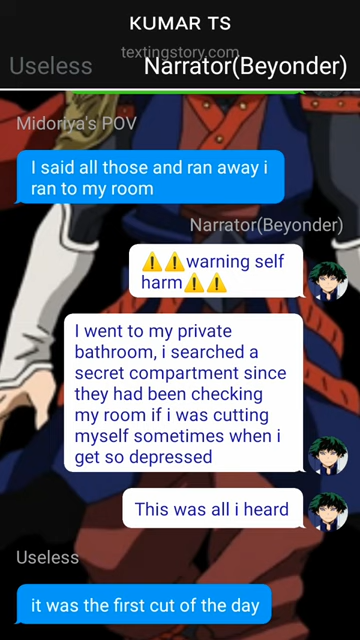 KUMAR TS
textingstory.com
Useless
Narrator(Beyonder)
Midoriya's POV
I said all those and ran away i
ran to my room
Narrator(Beyonder)
⚠️⚠️warning self
harm⚠️⚠️
I went to my private
bathroom, i searched a
secret compartment since
they had been checking
my room if i was cutting
myself sometimes when i
get so depressed
This was all i heard
Useless
it was the first cut of the day